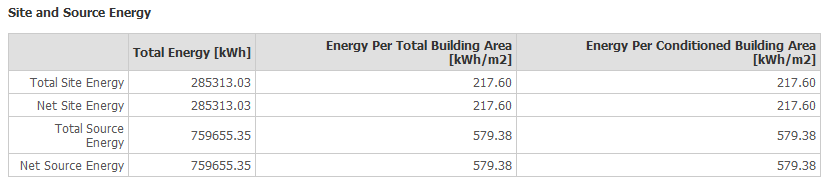 Site and Source Energy
Total Energy [kWh] Energy Per Total Building Area [kWh/m2] Energy Per Conditioned Building Area [kWh/m2]
Total Site Energy 285313.03 217.60 217.60
Net Site Energy 285313.03 217.60 217.60
Total Source Energy 759655.35 579.38 579.38
Net Source Energy 759655.35 579.38 579.38